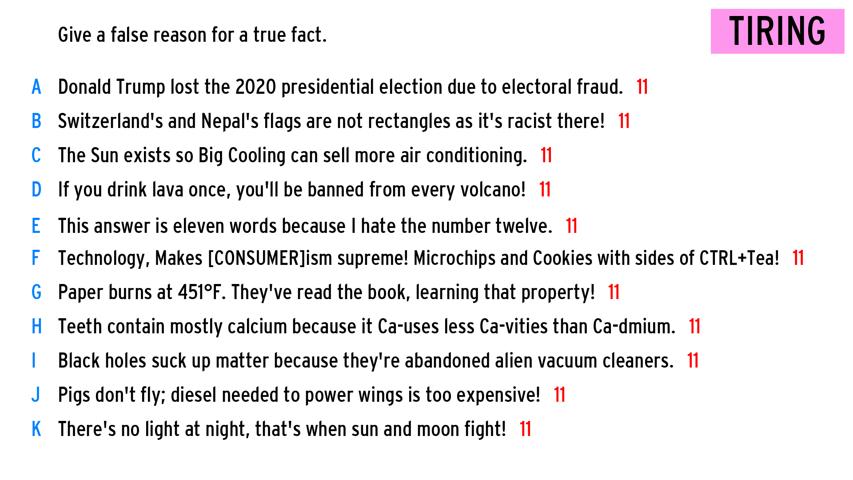 Give a false reason for a true fact.
TIRING
A Donald Trump lost the 2020 presidential election due to electoral fraud. 11
B Switzerland's and Nepal's flags are not rectangles as it's racist there! 11
C The Sun exists so Big Cooling can sell more air conditioning. 11
D If you drink lava once, you'll be banned from every volcano! 11
E This answer is eleven words because I hate the number twelve. 11
F Technology, Makes [CONSUMER]ism supreme! Microchips and Cookies with sides of CTRL+Tea! 11
G Paper burns at 451°F. They've read the book, learning that property! 11
H Teeth contain mostly calcium because it Ca-uses less Ca-vities than Ca-dmium. 11
I Black holes suck up matter because they're abandoned alien vacuum cleaners. 11
J Pigs don't fly; diesel needed to power wings is too expensive! 11
K There's no light at night, that's when sun and moon fight! 11